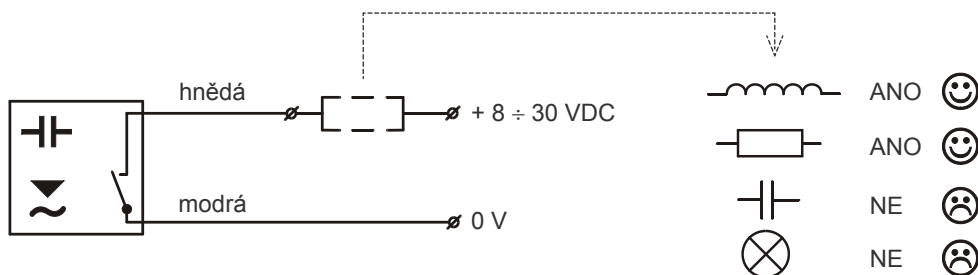 hnědá
+ 8 ÷ 30 VDC
modrá
0 V
ANO
ANO
NE
NE